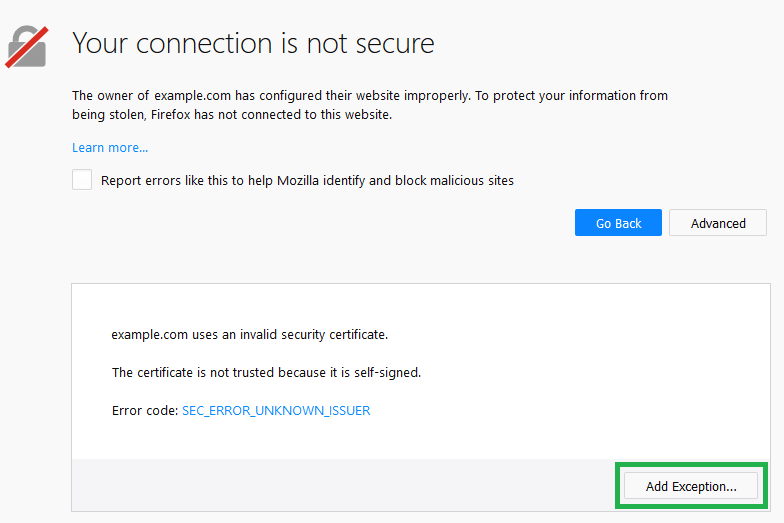 Your connection is not secure
The owner of example.com has configured their website improperly. To protect your information from
being stolen, Firefox has not connected to this website.
Learn more...
Report errors like this to help Mozilla identify and block malicious sites
Go Back Advanced
example.com uses an invalid security certificate.
The certificate is not trusted because it is self-signed.
Error code: SEC_ERROR_UNKNOWN_ISSUER
Add Exception...